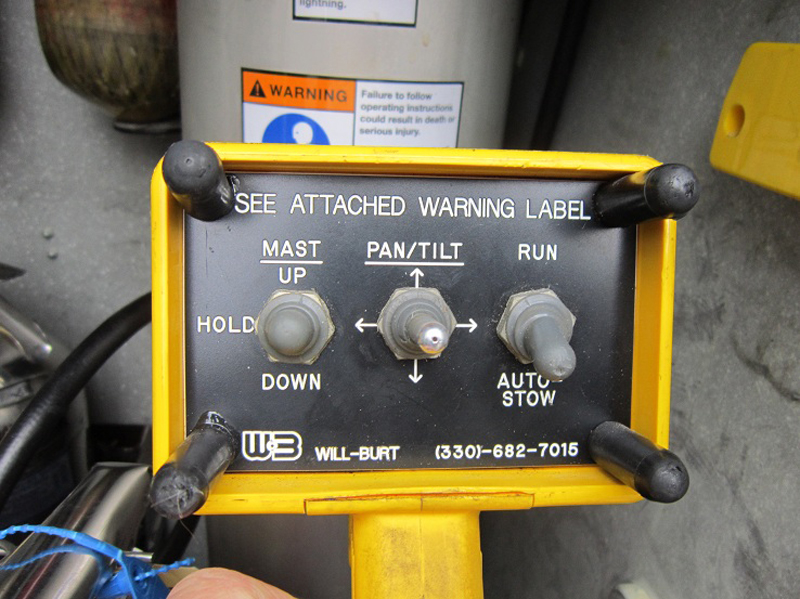 lightning.
WARNING
Failure to follow
operating instructions
could result in death or
serious injury.
SEE ATTACHED WARNING LABEL
MAST PAN/TILT RUN
UP
HOLD
DOWN AUTO-
STOW
WB WILL-BURT (330)-682-7015